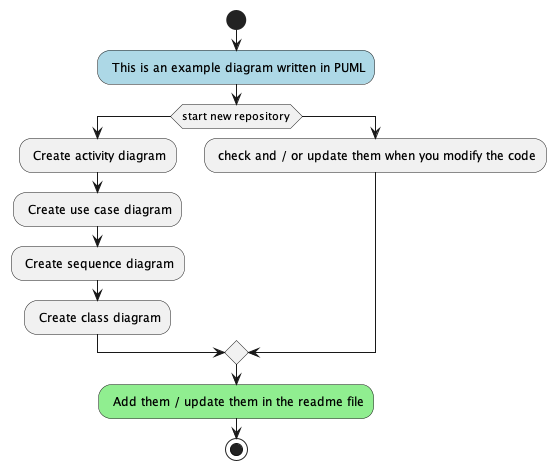 This is an example diagram written in PUML
start new repository
Create activity diagram
check and / or update them when you modify the code
Create use case diagram
Create sequence diagram
Create class diagram
Add them / update them in the readme file